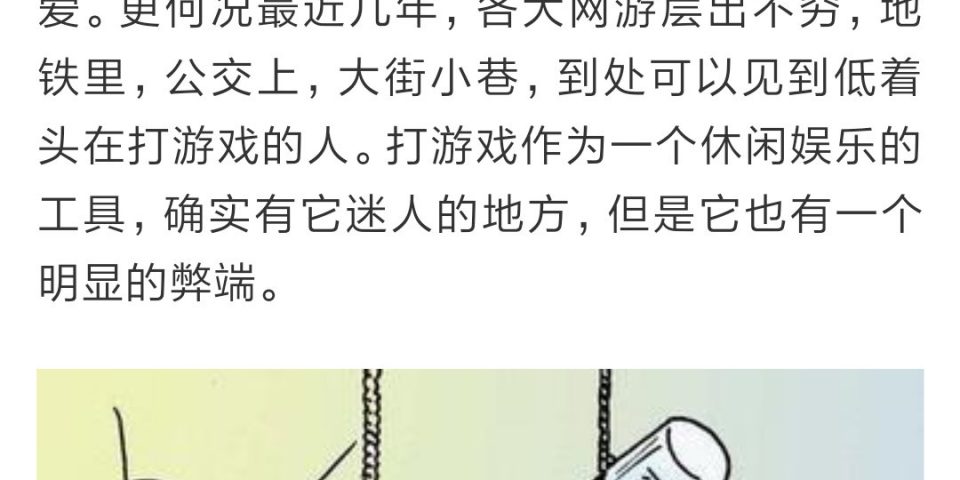 爱。更何况最近几年，各大网游层出不穷，地
铁里，公交上，大街小巷，到处可以见到低着
头在打游戏的人。打游戏作为一个休闲娱乐的
工具，确实有它迷人的地方，但是它也有一个
明显的弊端。